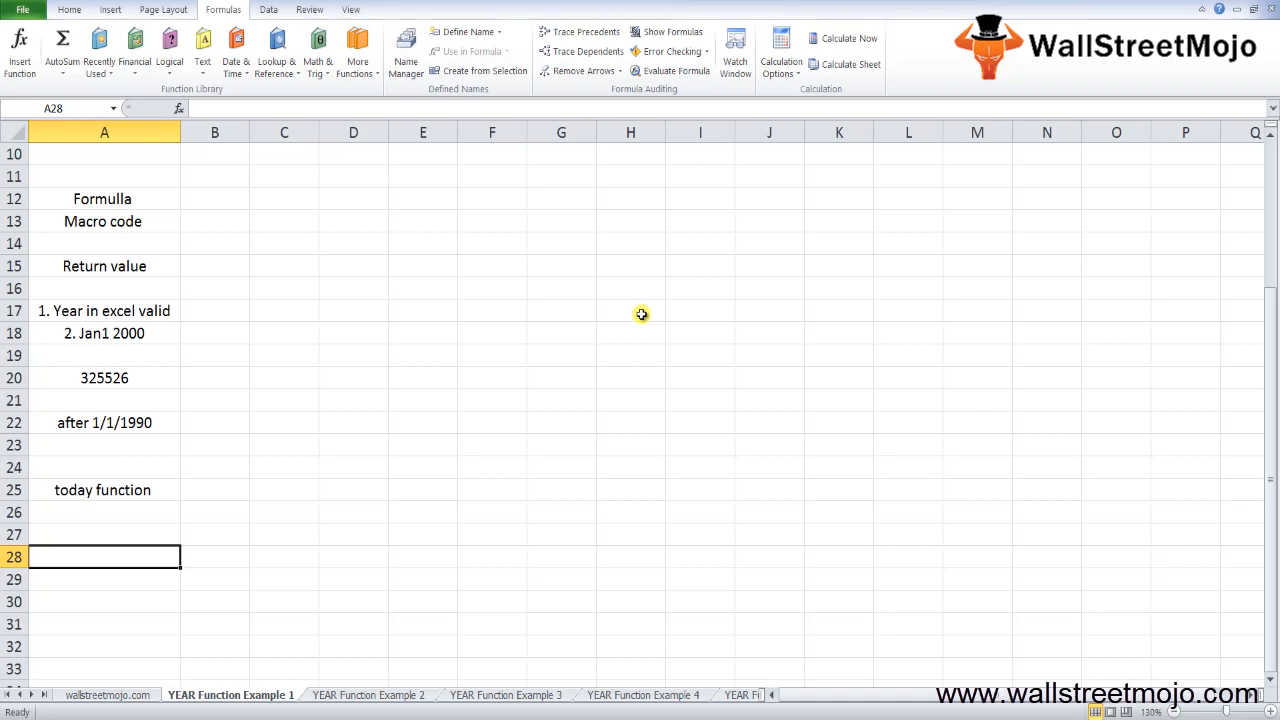 File Home Insert Page Layout Formulas Data Review View
fx Σ A θ
Insert Function AutoSum Recently Used Financial Logical Text Date & Time Lookup & Reference Math & Trig More Functions
Function Library
Name Manager Define Name Use in Formula Create from Selection
Defined Names
Trace Precedents Trace Dependents Remove Arrows Show Formulas Error Checking Evaluate Formula Watch Window
Formula Auditing
Calculation Options Calculate Now Calculate Sheet
Calculation
WallStreetMojo
A28 fx
A B C D E F G H I J K L M N O P Q
10
11
12 Formulla
13 Macro code
14
15 Return value
16
17 1. Year in excel valid
18 2. Jan1 2000
19
20 325526
21
22 after 1/1/1990
23
24
25 today function
26
27
28
29
30
31
32
33
wallstreetmojo.com YEAR Function Example 1 YEAR Function Example 2 YEAR Function Example 3 YEAR Function Example 4 YEAR F
www.wallstreetmojo.com
Ready 130%